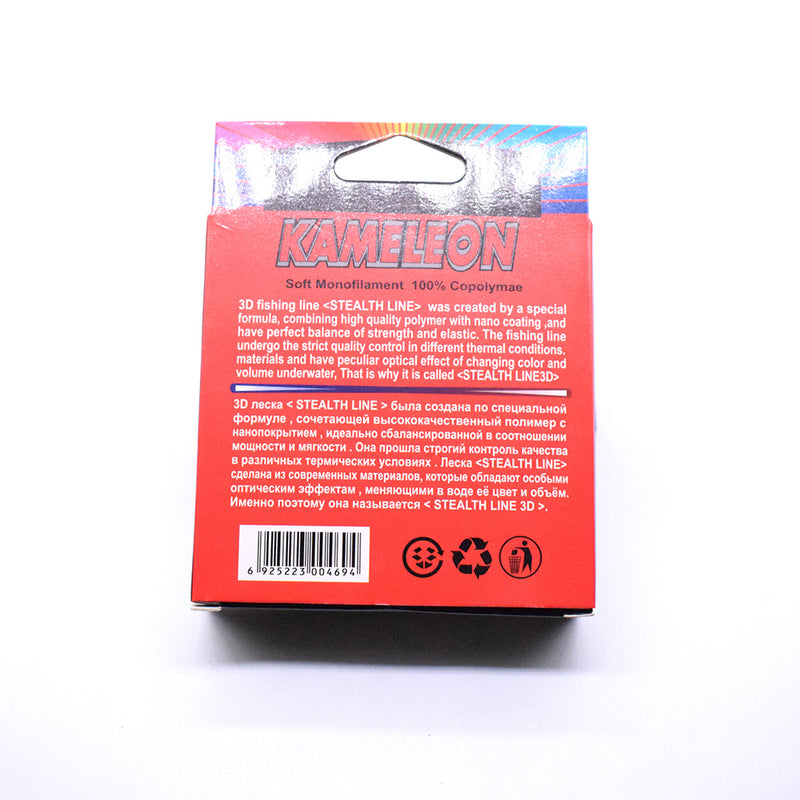 KAMELEON
Soft Monofilament 100% Copolymae
3D fishing line <STEALTH LINE> was created by a special
formula, combining high quality polymer with nano coating ,and
have perfect balance of strength and elastic. The fishing line
undergo the strict quality control in different thermal conditions.
materials and have peculiar optical effect of changing color and
volume underwater, That is why it is called <STEALTH LINE3D>
3D леска < STEALTH LINE > была создана по специальной
формуле , сочетающей высококачественный полимер с
нанопокрытием , идеально сбалансированной в соотношении
мощности и мягкости . Она прошла строгий контроль качества
в различных термических условиях . Леска <STEALTH LINE>
сделана из современных материалов, которые обладают особыми
оптическим эффектам , меняющими в воде её цвет и объём.
Именно поэтому она называется < STEALTH LINE 3D >.
6 925223 004694